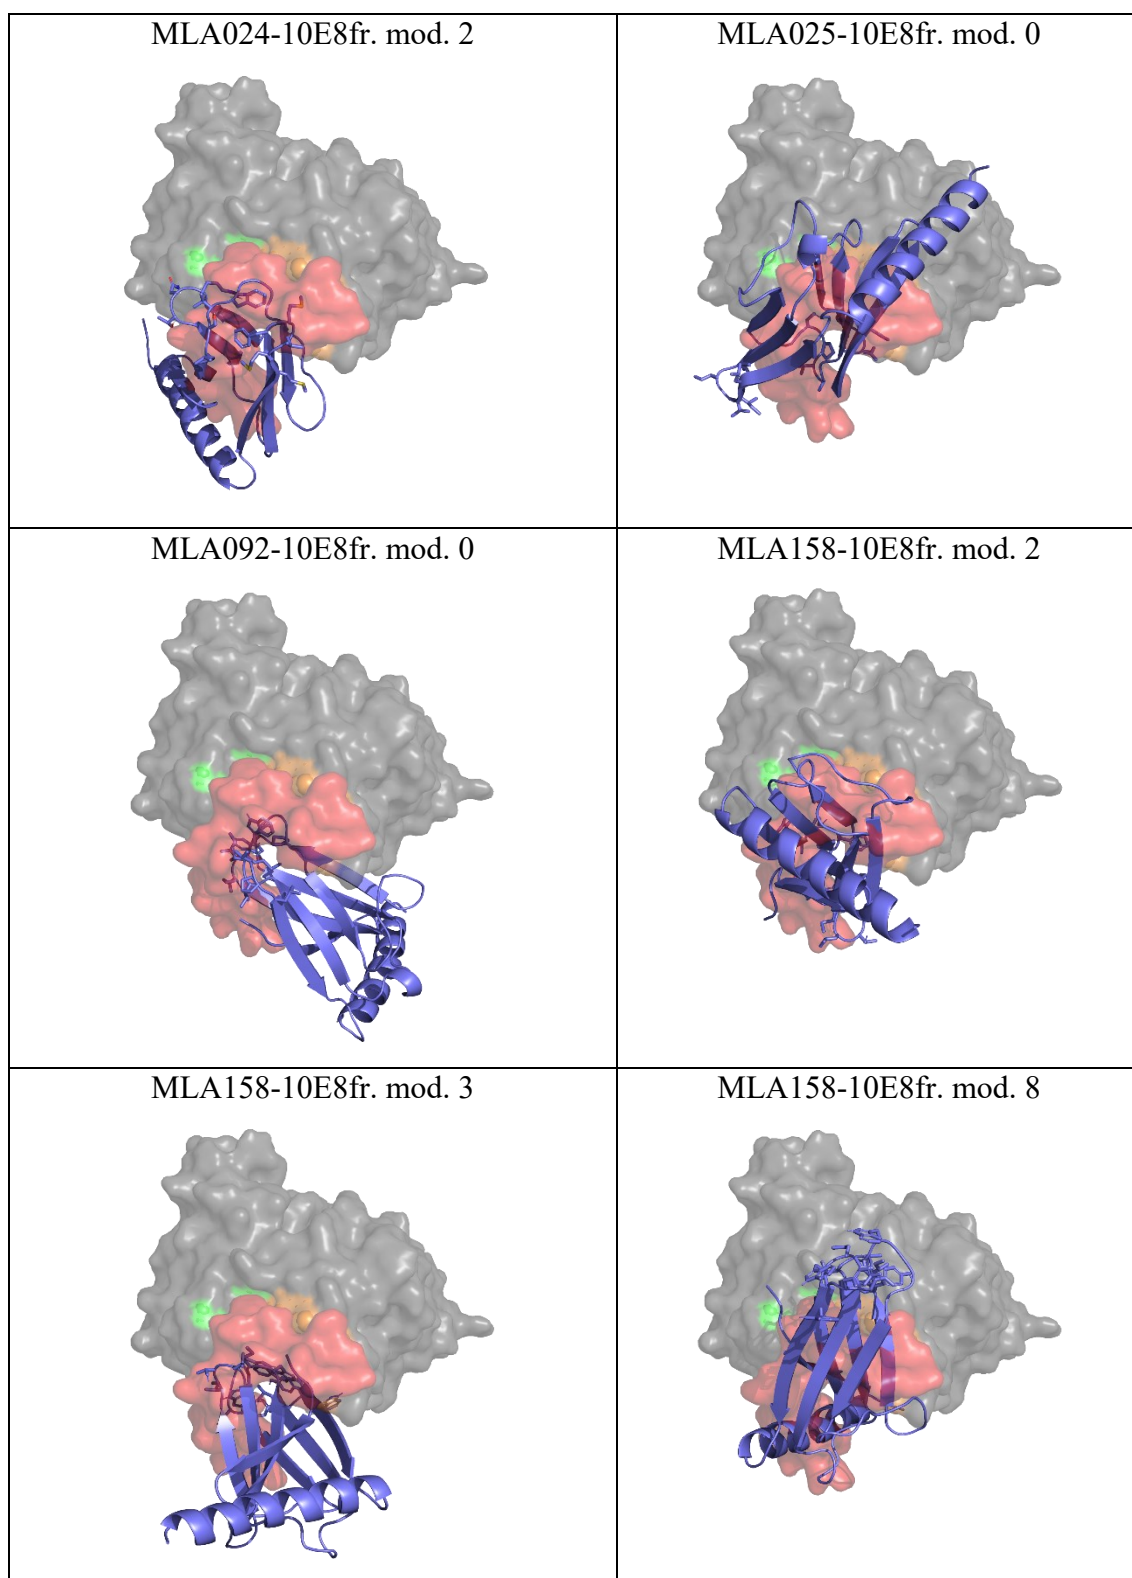 MLA024-10E8fr. mod. 2
MLA025-10E8fr. mod. 0
MLA092-10E8fr. mod. 0
MLA158-10E8fr. mod. 2
MLA158-10E8fr. mod. 3
MLA158-10E8fr. mod. 8